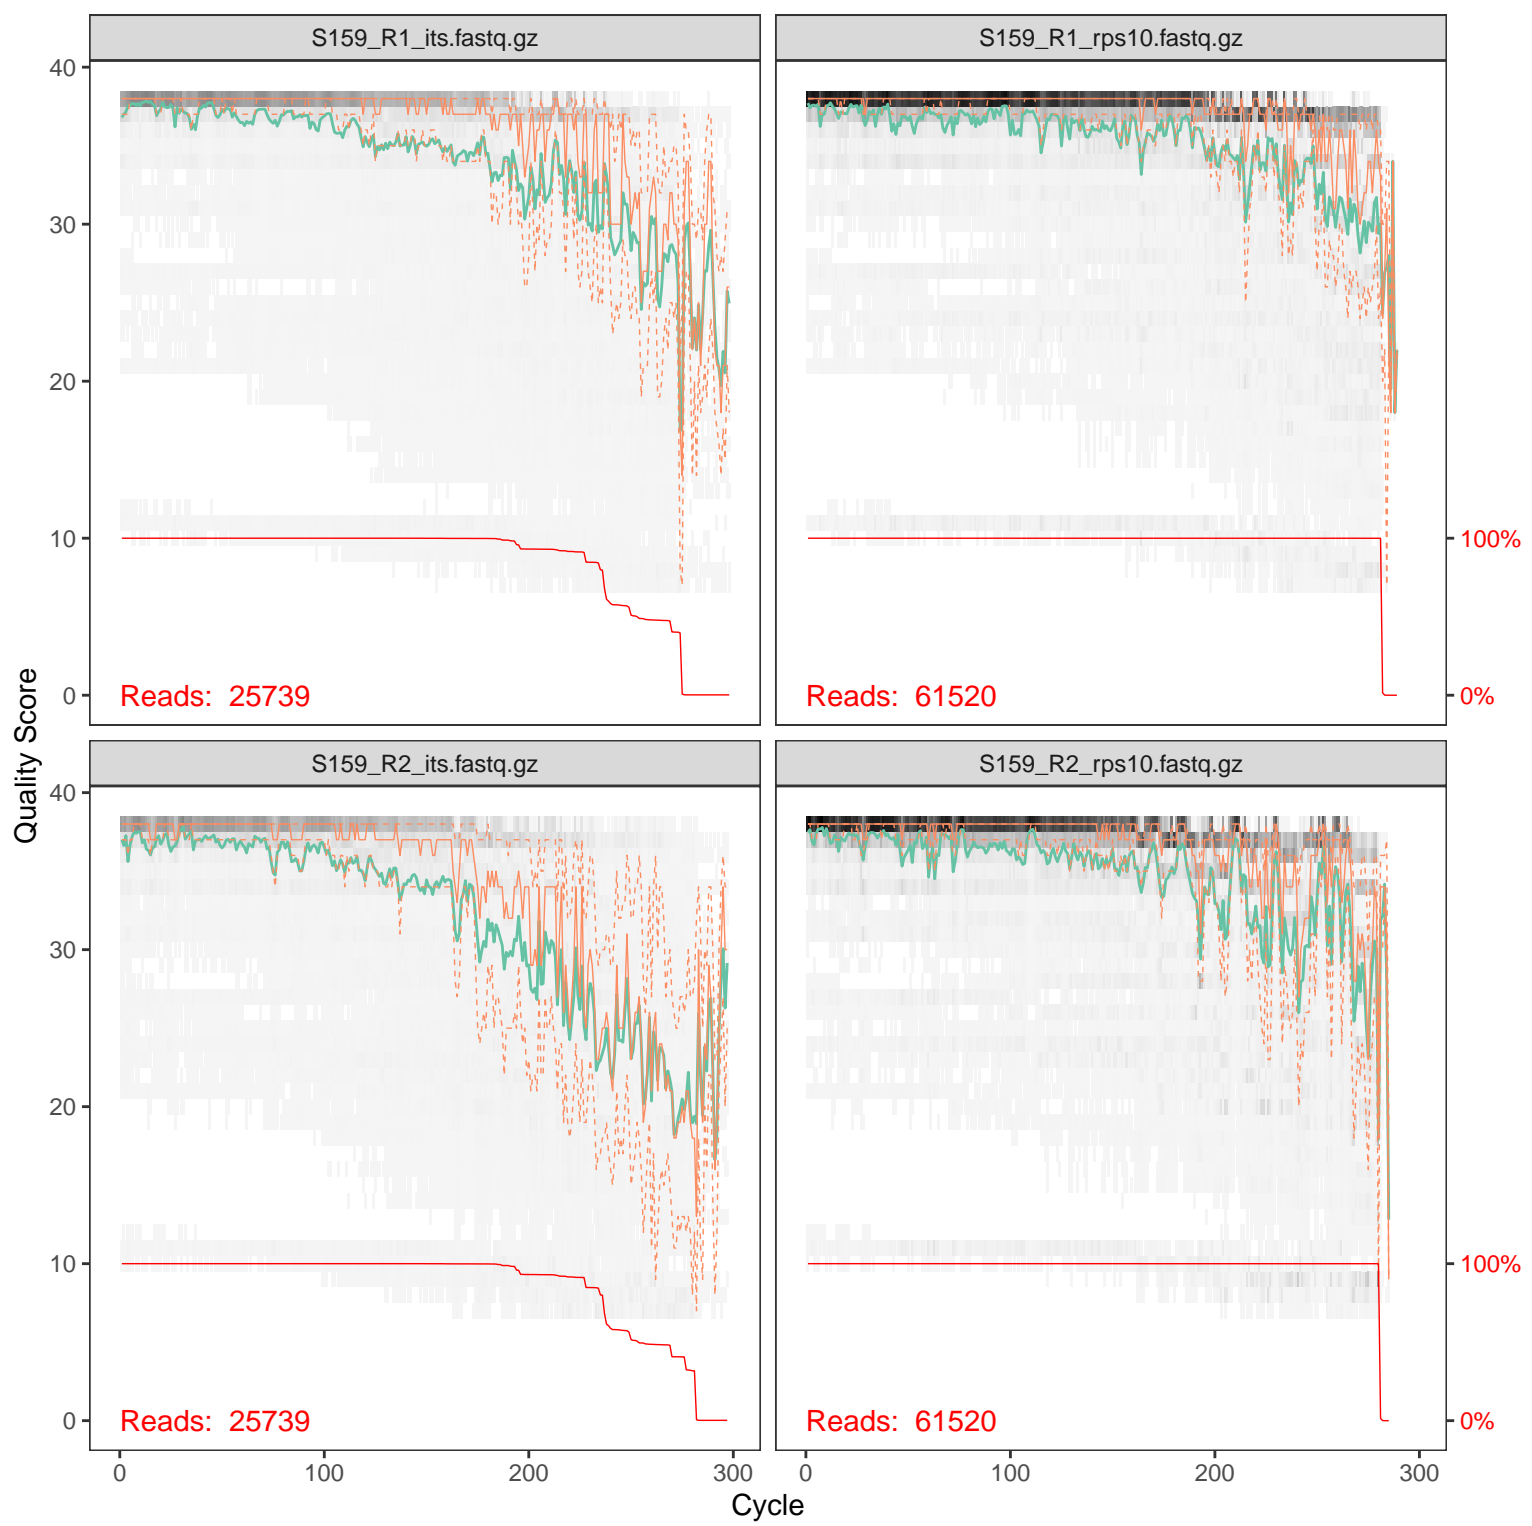 S159_R1_its.fastq.gz
S159_R1_rps10.fastq.gz
40
30
20
10
0
Reads: 25739
Reads: 61520
100%
0%
Quality Score
S159_R2_its.fastq.gz
S159_R2_rps10.fastq.gz
40
30
20
10
0
Reads: 25739
Reads: 61520
100%
0%
0 100 200 300
0 100 200 300
Cycle